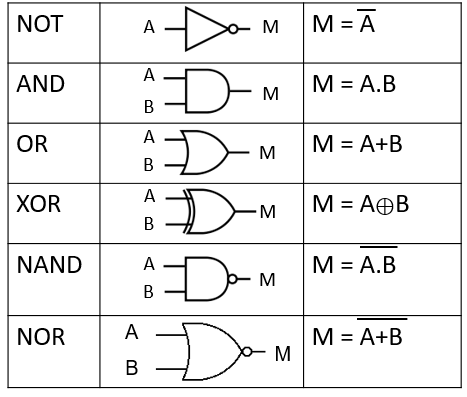 NOT A M M = A̅
AND A B M M = A.B
OR A B M M = A+B
XOR A B M M = A⊕B
NAND A B M M = A̅.̅B̅
NOR A B M M = A̅+̅B̅